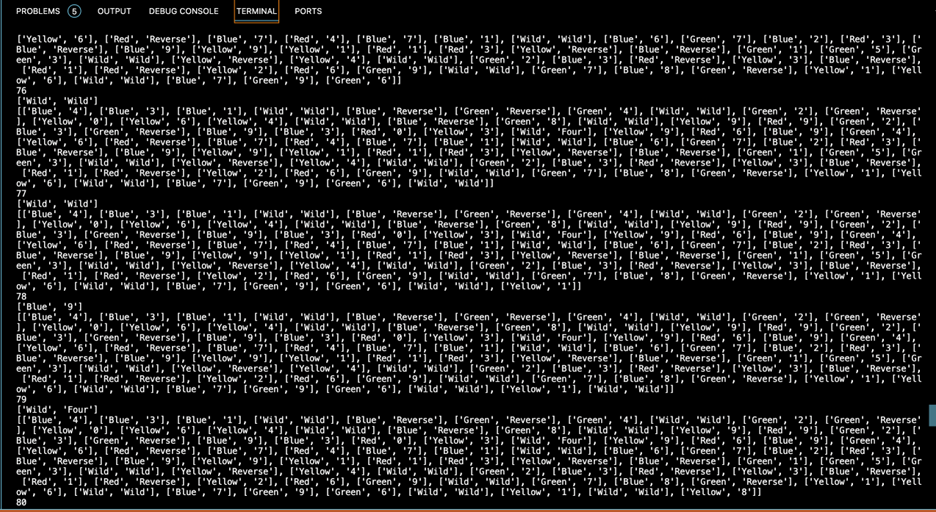 PROBLEMS 5 OUTPUT DEBUG CONSOLE TERMINAL PORTS
['Yellow', '6'], ['Red', 'Reverse'], ['Blue', '7'], ['Red', '4'], ['Blue', '7'], ['Blue', '1'], ['Wild', 'Wild'], ['Blue', '6'], ['Green', '7'], ['Blue', '2'], ['Red', '3'], ['
Blue', 'Reverse'], ['Blue', '9'], ['Yellow', '9'], ['Yellow', '1'], ['Red', '1'], ['Red', '3'], ['Yellow', 'Reverse'], ['Blue', 'Reverse'], ['Green', '1'], ['Green', '5'], ['Gr
een', '3'], ['Wild', 'Wild'], ['Yellow', 'Reverse'], ['Yellow', '4'], ['Wild', 'Wild'], ['Green', '2'], ['Blue', '3'], ['Red', 'Reverse'], ['Yellow', '3'], ['Blue', 'Reverse'],
['Red', '1'], ['Red', 'Reverse'], ['Yellow', '2'], ['Red', '6'], ['Green', '9'], ['Wild', 'Wild'], ['Green', '7'], ['Blue', '8'], ['Green', 'Reverse'], ['Yellow', '1'], ['Yell
ow', '6'], ['Wild', 'Wild'], ['Blue', '7'], ['Green', '9'], ['Green', '6']]
76
['Wild', 'Wild']
[['Blue', '4'], ['Blue', '3'], ['Blue', '1'], ['Wild', 'Wild'], ['Blue', 'Reverse'], ['Green', 'Reverse'], ['Green', '4'], ['Wild', 'Wild'], ['Green', '2'], ['Green', 'Reverse'
], ['Yellow', '0'], ['Yellow', '6'], ['Yellow', '4'], ['Wild', 'Wild'], ['Blue', 'Reverse'], ['Green', '8'], ['Wild', 'Wild'], ['Yellow', '9'], ['Red', '9'], ['Green', '2'], ['
Blue', '3'], ['Green', 'Reverse'], ['Blue', '9'], ['Blue', '3'], ['Red', '0'], ['Yellow', '3'], ['Wild', 'Four'], ['Yellow', '9'], ['Red', '6'], ['Blue', '9'], ['Green', '4'],
['Yellow', '6'], ['Red', 'Reverse'], ['Blue', '7'], ['Red', '4'], ['Blue', '7'], ['Blue', '1'], ['Wild', 'Wild'], ['Blue', '6'], ['Green', '7'], ['Blue', '2'], ['Red', '3'], ['
Blue', 'Reverse'], ['Blue', '9'], ['Yellow', '9'], ['Yellow', '1'], ['Red', '1'], ['Red', '3'], ['Yellow', 'Reverse'], ['Blue', 'Reverse'], ['Green', '1'], ['Green', '5'], ['Gr
een', '3'], ['Wild', 'Wild'], ['Yellow', 'Reverse'], ['Yellow', '4'], ['Wild', 'Wild'], ['Green', '2'], ['Blue', '3'], ['Red', 'Reverse'], ['Yellow', '3'], ['Blue', 'Reverse'],
['Red', '1'], ['Red', 'Reverse'], ['Yellow', '2'], ['Red', '6'], ['Green', '9'], ['Wild', 'Wild'], ['Green', '7'], ['Blue', '8'], ['Green', 'Reverse'], ['Yellow', '1'], ['Yell
ow', '6'], ['Wild', 'Wild'], ['Blue', '7'], ['Green', '9'], ['Green', '6'], ['Wild', 'Wild']]
77
['Wild', 'Wild']
[['Blue', '4'], ['Blue', '3'], ['Blue', '1'], ['Wild', 'Wild'], ['Blue', 'Reverse'], ['Green', 'Reverse'], ['Green', '4'], ['Wild', 'Wild'], ['Green', '2'], ['Green', 'Reverse'
], ['Yellow', '0'], ['Yellow', '6'], ['Yellow', '4'], ['Wild', 'Wild'], ['Blue', 'Reverse'], ['Green', '8'], ['Wild', 'Wild'], ['Yellow', '9'], ['Red', '9'], ['Green', '2'], ['
Blue', '3'], ['Green', 'Reverse'], ['Blue', '9'], ['Blue', '3'], ['Red', '0'], ['Yellow', '3'], ['Wild', 'Four'], ['Yellow', '9'], ['Red', '6'], ['Blue', '9'], ['Green', '4'],
['Yellow', '6'], ['Red', 'Reverse'], ['Blue', '7'], ['Red', '4'], ['Blue', '7'], ['Blue', '1'], ['Wild', 'Wild'], ['Blue', '6'], ['Green', '7'], ['Blue', '2'], ['Red', '3'], ['
Blue', 'Reverse'], ['Blue', '9'], ['Yellow', '9'], ['Yellow', '1'], ['Red', '1'], ['Red', '3'], ['Yellow', 'Reverse'], ['Blue', 'Reverse'], ['Green', '1'], ['Green', '5'], ['Gr
een', '3'], ['Wild', 'Wild'], ['Yellow', 'Reverse'], ['Yellow', '4'], ['Wild', 'Wild'], ['Green', '2'], ['Blue', '3'], ['Red', 'Reverse'], ['Yellow', '3'], ['Blue', 'Reverse'],
['Red', '1'], ['Red', 'Reverse'], ['Yellow', '2'], ['Red', '6'], ['Green', '9'], ['Wild', 'Wild'], ['Green', '7'], ['Blue', '8'], ['Green', 'Reverse'], ['Yellow', '1'], ['Yell
ow', '6'], ['Wild', 'Wild'], ['Blue', '7'], ['Green', '9'], ['Green', '6'], ['Wild', 'Wild'], ['Yellow', '1']]
78
['Blue', '9']
[['Blue', '4'], ['Blue', '3'], ['Blue', '1'], ['Wild', 'Wild'], ['Blue', 'Reverse'], ['Green', 'Reverse'], ['Green', '4'], ['Wild', 'Wild'], ['Green', '2'], ['Green', 'Reverse'
], ['Yellow', '0'], ['Yellow', '6'], ['Yellow', '4'], ['Wild', 'Wild'], ['Blue', 'Reverse'], ['Green', '8'], ['Wild', 'Wild'], ['Yellow', '9'], ['Red', '9'], ['Green', '2'], ['
Blue', '3'], ['Green', 'Reverse'], ['Blue', '9'], ['Blue', '3'], ['Red', '0'], ['Yellow', '3'], ['Wild', 'Four'], ['Yellow', '9'], ['Red', '6'], ['Blue', '9'], ['Green', '4'],
['Yellow', '6'], ['Red', 'Reverse'], ['Blue', '7'], ['Red', '4'], ['Blue', '7'], ['Blue', '1'], ['Wild', 'Wild'], ['Blue', '6'], ['Green', '7'], ['Blue', '2'], ['Red', '3'], ['
Blue', 'Reverse'], ['Blue', '9'], ['Yellow', '9'], ['Yellow', '1'], ['Red', '1'], ['Red', '3'], ['Yellow', 'Reverse'], ['Blue', 'Reverse'], ['Green', '1'], ['Green', '5'], ['Gr
een', '3'], ['Wild', 'Wild'], ['Yellow', 'Reverse'], ['Yellow', '4'], ['Wild', 'Wild'], ['Green', '2'], ['Blue', '3'], ['Red', 'Reverse'], ['Yellow', '3'], ['Blue', 'Reverse'],
['Red', '1'], ['Red', 'Reverse'], ['Yellow', '2'], ['Red', '6'], ['Green', '9'], ['Wild', 'Wild'], ['Green', '7'], ['Blue', '8'], ['Green', 'Reverse'], ['Yellow', '1'], ['Yell
ow', '6'], ['Wild', 'Wild'], ['Blue', '7'], ['Green', '9'], ['Green', '6'], ['Wild', 'Wild'], ['Yellow', '1'], ['Wild', 'Wild']]
79
['Wild', 'Four']
[['Blue', '4'], ['Blue', '3'], ['Blue', '1'], ['Wild', 'Wild'], ['Blue', 'Reverse'], ['Green', 'Reverse'], ['Green', '4'], ['Wild', 'Wild'], ['Green', '2'], ['Green', 'Reverse'
], ['Yellow', '0'], ['Yellow', '6'], ['Yellow', '4'], ['Wild', 'Wild'], ['Blue', 'Reverse'], ['Green', '8'], ['Wild', 'Wild'], ['Yellow', '9'], ['Red', '9'], ['Green', '2'], ['
Blue', '3'], ['Green', 'Reverse'], ['Blue', '9'], ['Blue', '3'], ['Red', '0'], ['Yellow', '3'], ['Wild', 'Four'], ['Yellow', '9'], ['Red', '6'], ['Blue', '9'], ['Green', '4'],
['Yellow', '6'], ['Red', 'Reverse'], ['Blue', '7'], ['Red', '4'], ['Blue', '7'], ['Blue', '1'], ['Wild', 'Wild'], ['Blue', '6'], ['Green', '7'], ['Blue', '2'], ['Red', '3'], ['
Blue', 'Reverse'], ['Blue', '9'], ['Yellow', '9'], ['Yellow', '1'], ['Red', '1'], ['Red', '3'], ['Yellow', 'Reverse'], ['Blue', 'Reverse'], ['Green', '1'], ['Green', '5'], ['Gr
een', '3'], ['Wild', 'Wild'], ['Yellow', 'Reverse'], ['Yellow', '4'], ['Wild', 'Wild'], ['Green', '2'], ['Blue', '3'], ['Red', 'Reverse'], ['Yellow', '3'], ['Blue', 'Reverse'],
['Red', '1'], ['Red', 'Reverse'], ['Yellow', '2'], ['Red', '6'], ['Green', '9'], ['Wild', 'Wild'], ['Green', '7'], ['Blue', '8'], ['Green', 'Reverse'], ['Yellow', '1'], ['Yell
ow', '6'], ['Wild', 'Wild'], ['Blue', '7'], ['Green', '9'], ['Green', '6'], ['Wild', 'Wild'], ['Yellow', '1'], ['Wild', 'Wild'], ['Yellow', '8']]
80